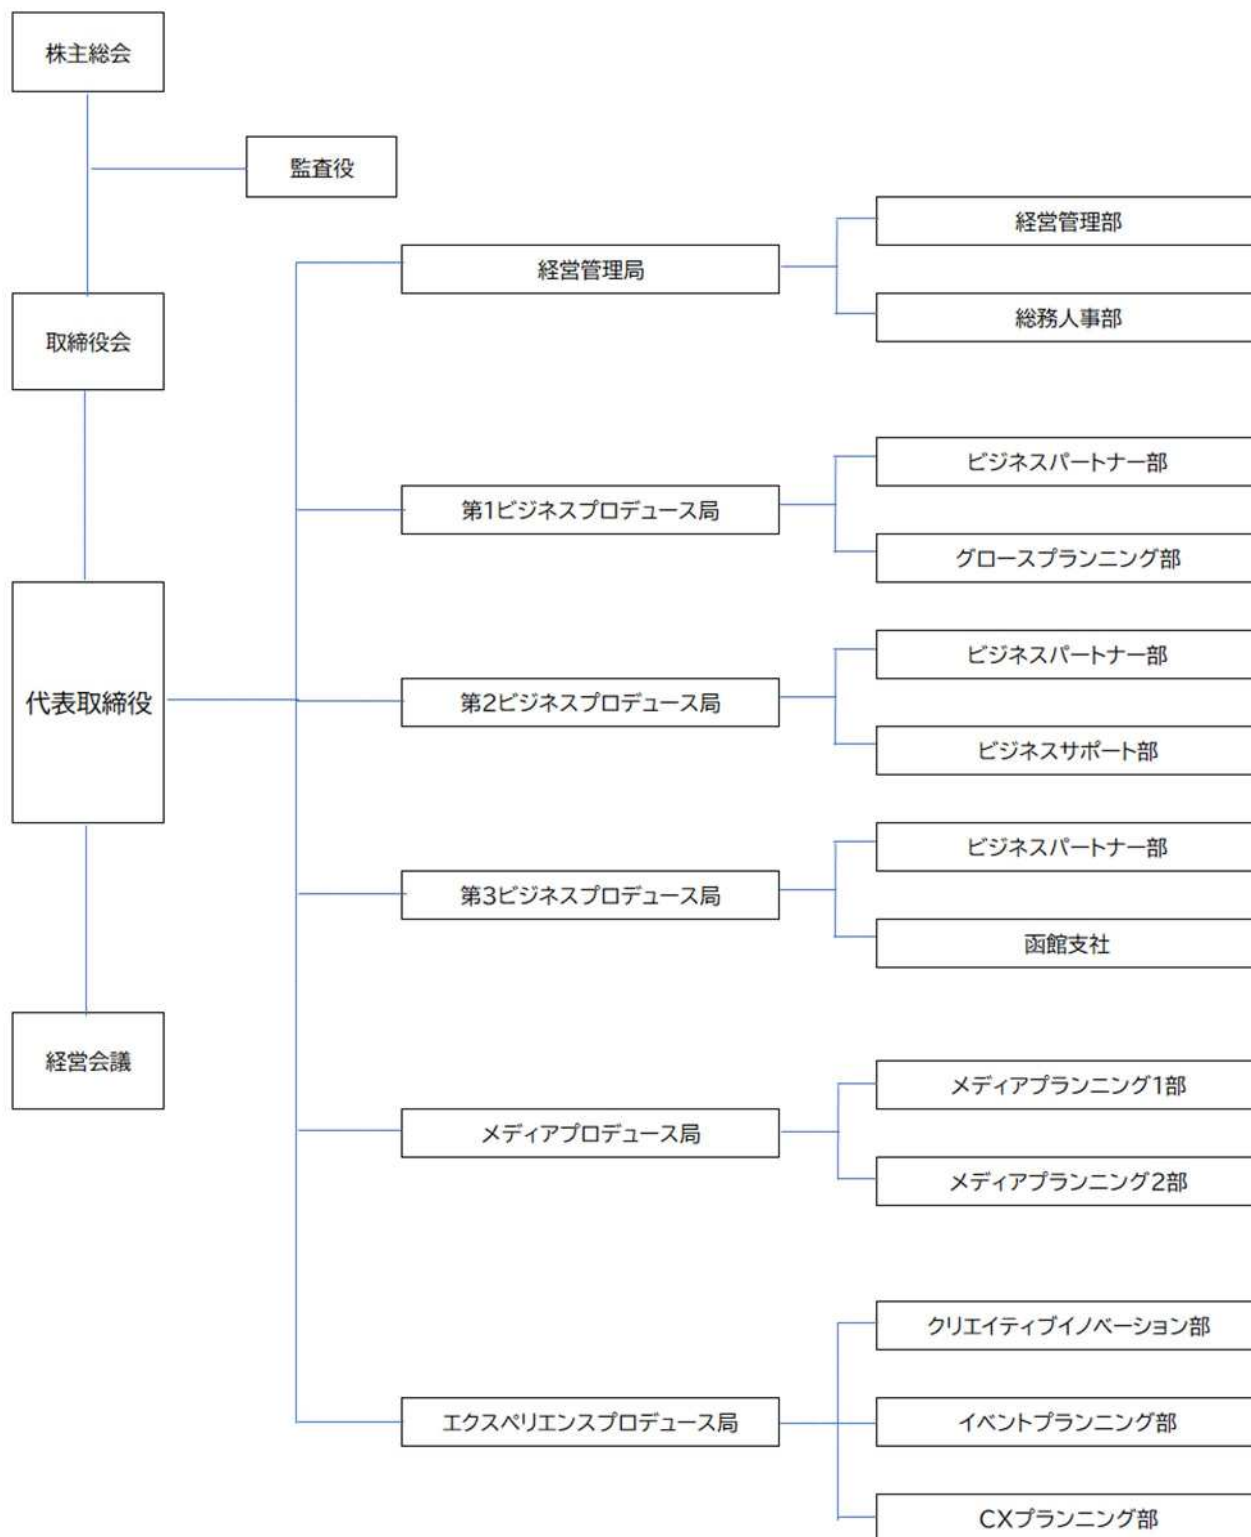 株主総会
監査役
取締役会
代表取締役
経営会議
経営管理局
経営管理部
総務人事部
第1ビジネスプロデュース局
ビジネスパートナー部
グロースプランニング部
第2ビジネスプロデュース局
ビジネスパートナー部
ビジネスサポート部
第3ビジネスプロデュース局
ビジネスパートナー部
函館支社
メディアプロデュース局
メディアプランニング1部
メディアプランニング2部
エクスペリエンスプロデュース局
クリエイティブイノベーション部
イベントプランニング部
CXプランニング部